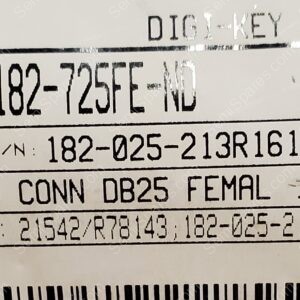 DIGI-KEY
182-725FE-ND
/N: 182-025-213R161
CONN DB25 FEMAL
: 21542/R78143;182-025-2